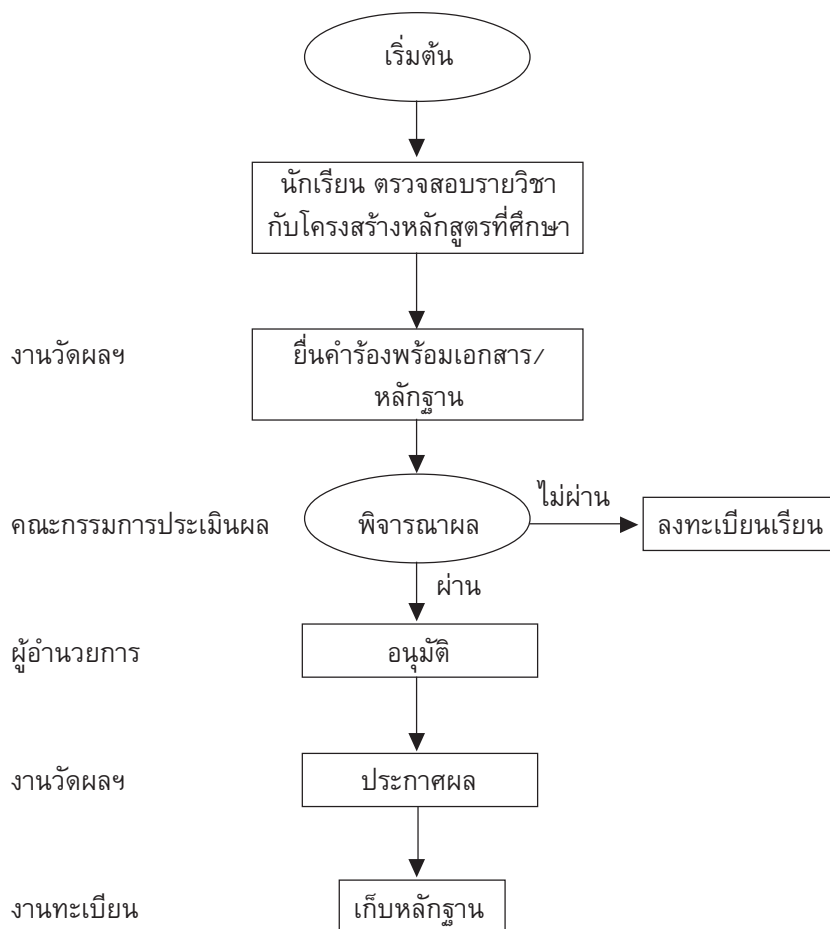 เริ่มต้น
นักเรียน ตรวจสอบรายวิชา
กับโครงสร้างหลักสูตรที่ศึกษา
งานวัดผลฯ
ยื่นคำร้องพร้อมเอกสาร/
หลักฐาน
คณะกรรมการประเมินผล
พิจารณาผล
ไม่ผ่าน
ลงทะเบียนเรียน
ผ่าน
ผู้อำนวยการ
อนุมัติ
งานวัดผลฯ
ประกาศผล
งานทะเบียน
เก็บหลักฐาน